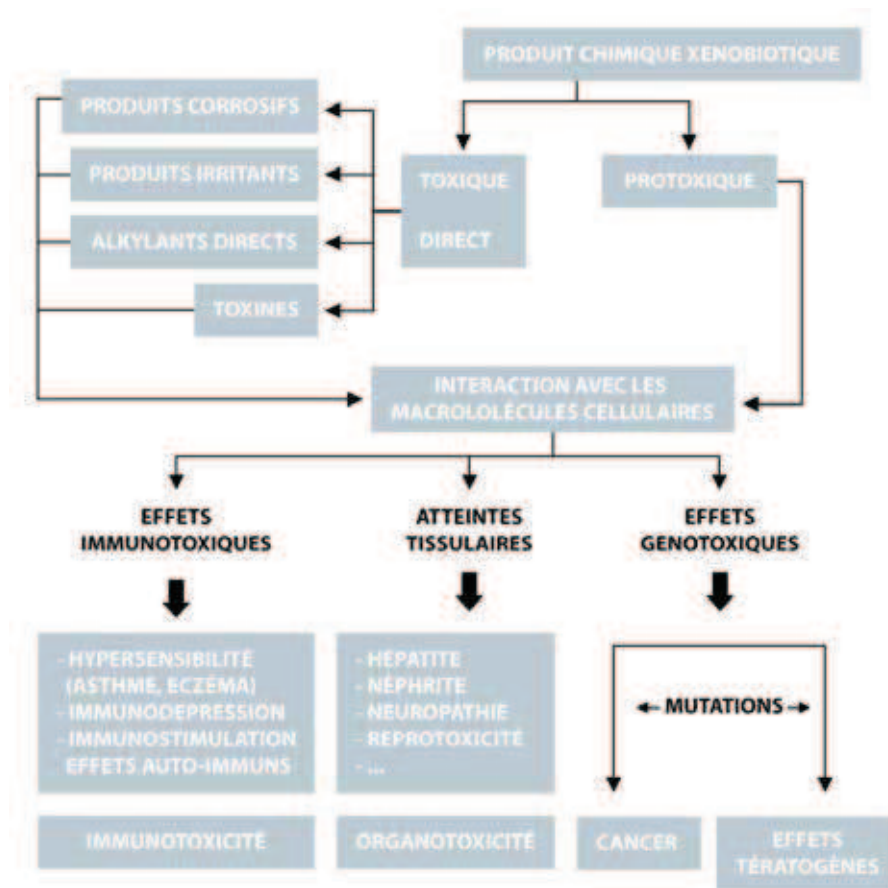 PRODUIT CHIMIQUE XENOBIOTIQUE
PRODUITS CORROSIFS
PRODUITS IRRITANTS
ALKYLANTS DIRECTS
TOXINES
TOXIQUE
DIRECT
PROTOXIQUE
INTERACTION AVEC LES
MACROLOLÉCULES CELLULAIRES
EFFETS
IMMUNOTOXIQUES
ATTEINTES
TISSULAIRES
EFFETS
GENOTOXIQUES
- HYPERSENSIBILITÉ
(ASTHME, ECZÉMA)
- IMMUNODEPRESSION
- IMMUNOSTIMULATION
EFFETS AUTO-IMMUNS
- HÉPATITE
- NÉPHRITE
- NEUROPATHIE
- REPROTOXICITÉ
- ...
MUTATIONS
IMMUNOTOXICITÉ
ORGANOTOXICITÉ
CANCER
EFFETS
TÉRATOGÈNES